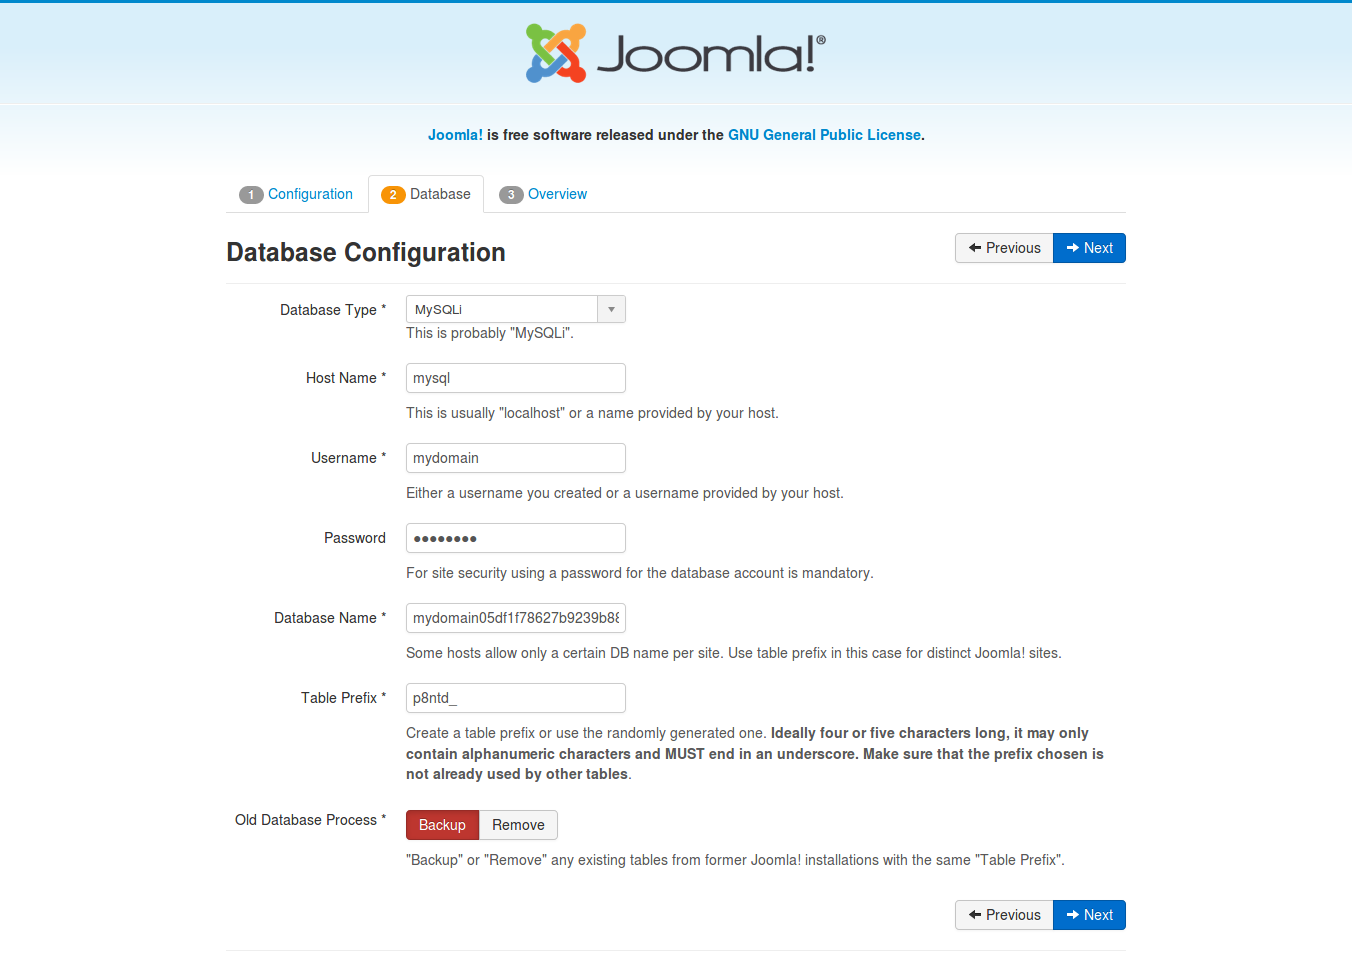 Joomla!®
Joomla! is free software released under the GNU General Public License.
1 Configuration 2 Database 3 Overview
Database Configuration
Previous Next
Database Type * MySQLi
This is probably "MySQLi".
Host Name * mysql
This is usually "localhost" or a name provided by your host.
Username * mydomain
Either a username you created or a username provided by your host.
Password ●●●●●●●●
For site security using a password for the database account is mandatory.
Database Name * mydomain05df1f78627b9239b88
Some hosts allow only a certain DB name per site. Use table prefix in this case for distinct Joomla! sites.
Table Prefix * p8ntd_
Create a table prefix or use the randomly generated one. Ideally four or five characters long, it may only
contain alphanumeric characters and MUST end in an underscore. Make sure that the prefix chosen is
not already used by other tables.
Old Database Process * Backup Remove
"Backup" or "Remove" any existing tables from former Joomla! installations with the same "Table Prefix".
Previous Next